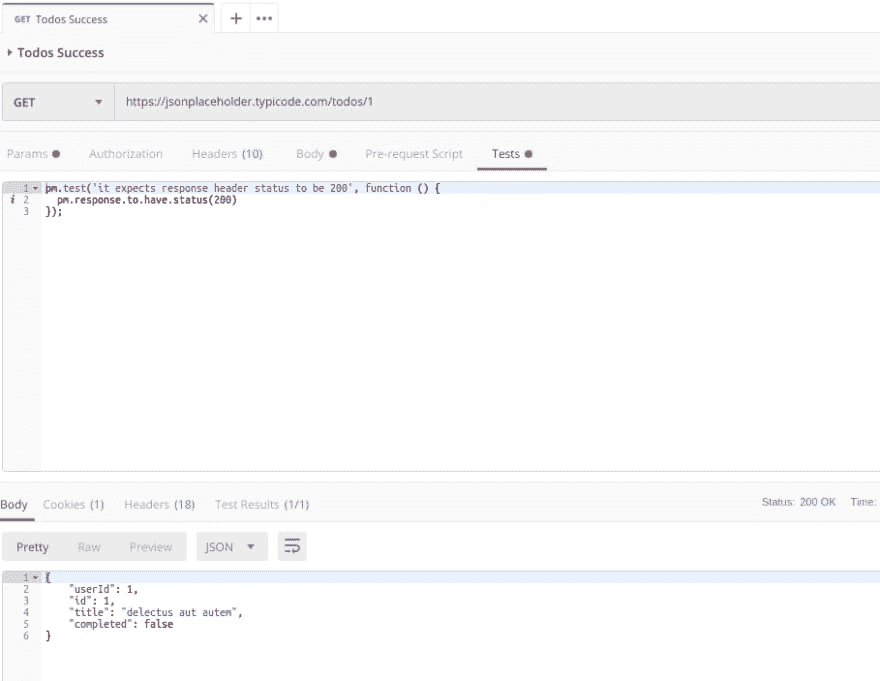 GET Todos Success
Todos Success
GET https://jsonplaceholder.typicode.com/todos/1
Params Authorization Headers (10) Body Pre-request Script Tests
1 pm.test('it expects response header status to be 200', function () {
i 2 pm.response.to.have.status(200)
3 });
Body Cookies (1) Headers (18) Test Results (1/1) Status: 200 OK Time:
Pretty Raw Preview JSON
1 {
2 "userId": 1,
3 "id": 1,
4 "title": "delectus aut autem",
5 "completed": false
6 }